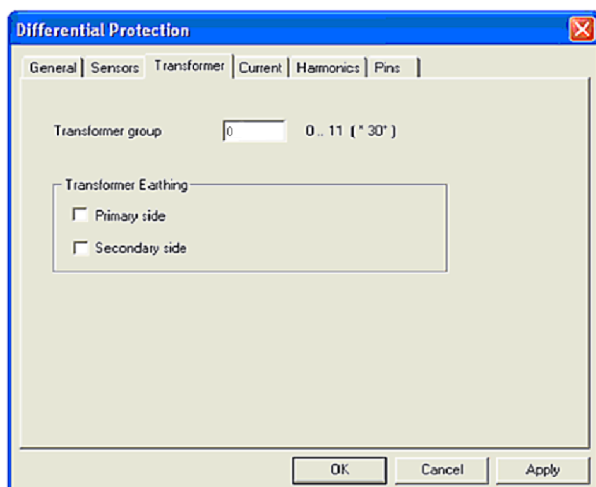 Differential Protection
General Sensors Transformer Current Harmonics Pins
Transformer group 0 0 .. 11 ( * 30° )
Transformer Earthing
Primary side
Secondary side
OK Cancel Apply